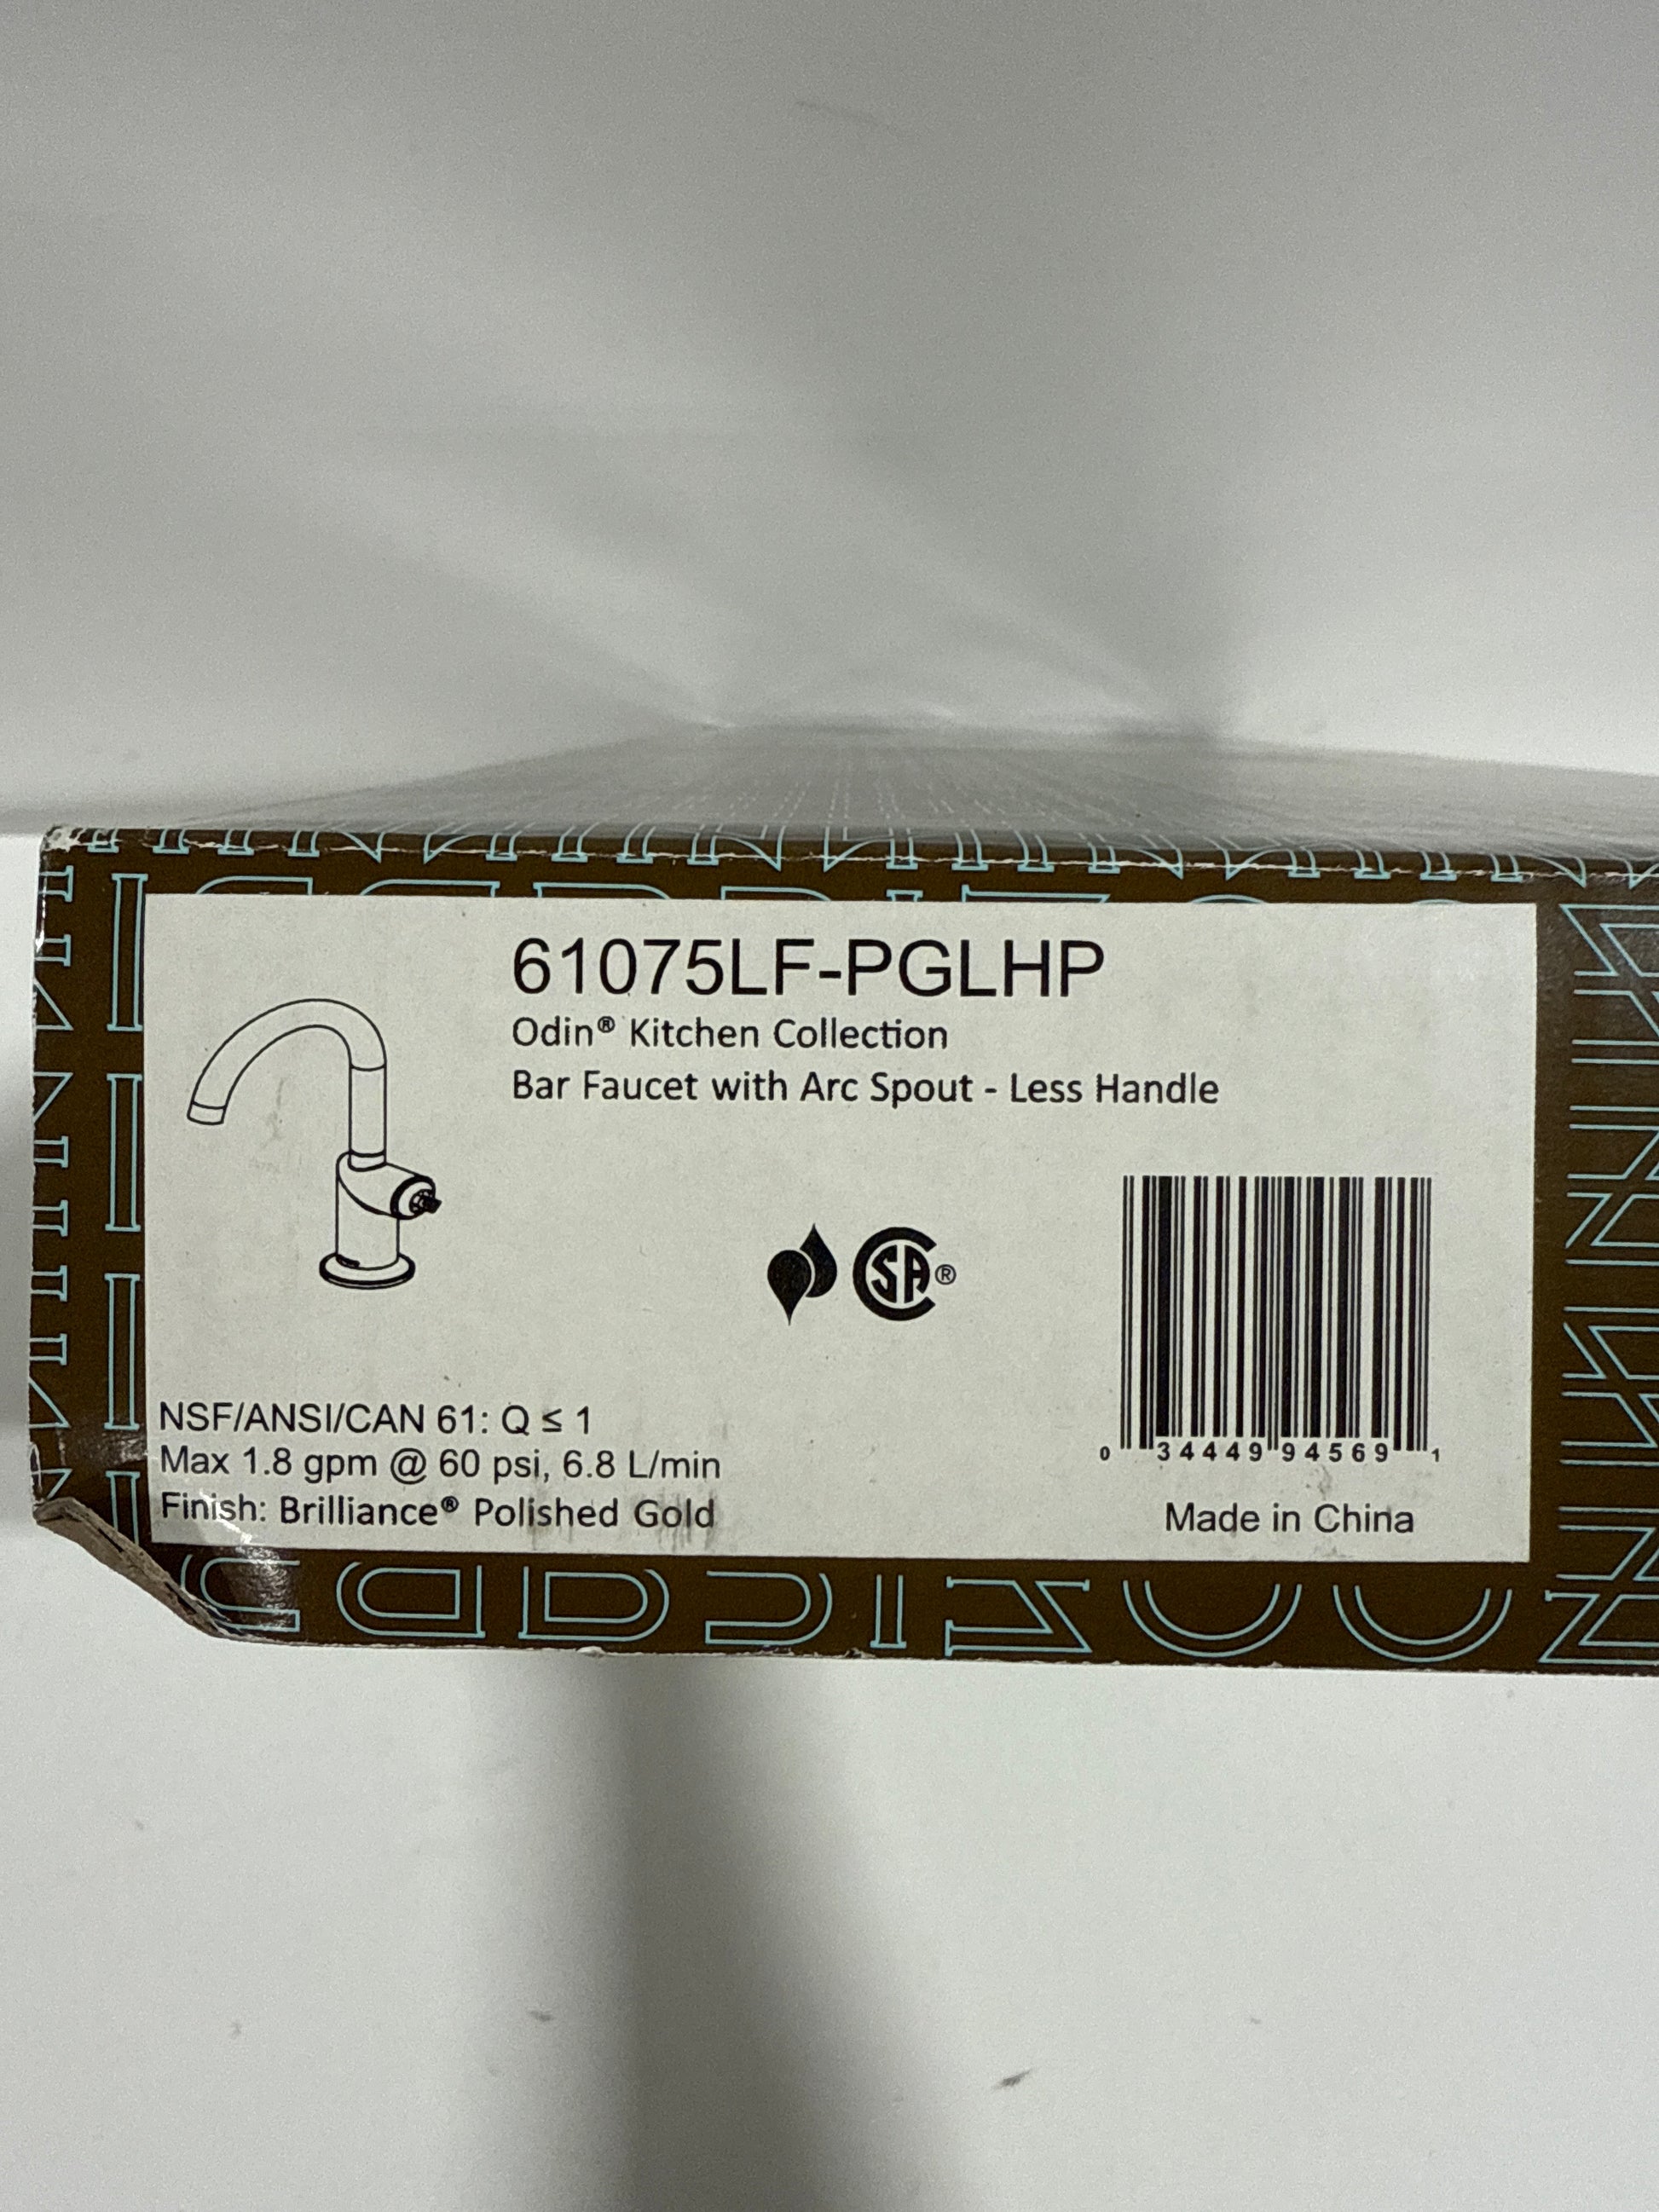 61075LF-PGLHP
Odin® Kitchen Collection
Bar Faucet with Arc Spout - Less Handle
CSA®
NSF/ANSI/CAN 61: Q ≤ 1
Max 1.8 gpm @ 60 psi, 6.8 L/min
Finish: Brilliance® Polished Gold
0 34449 94569 1
Made in China